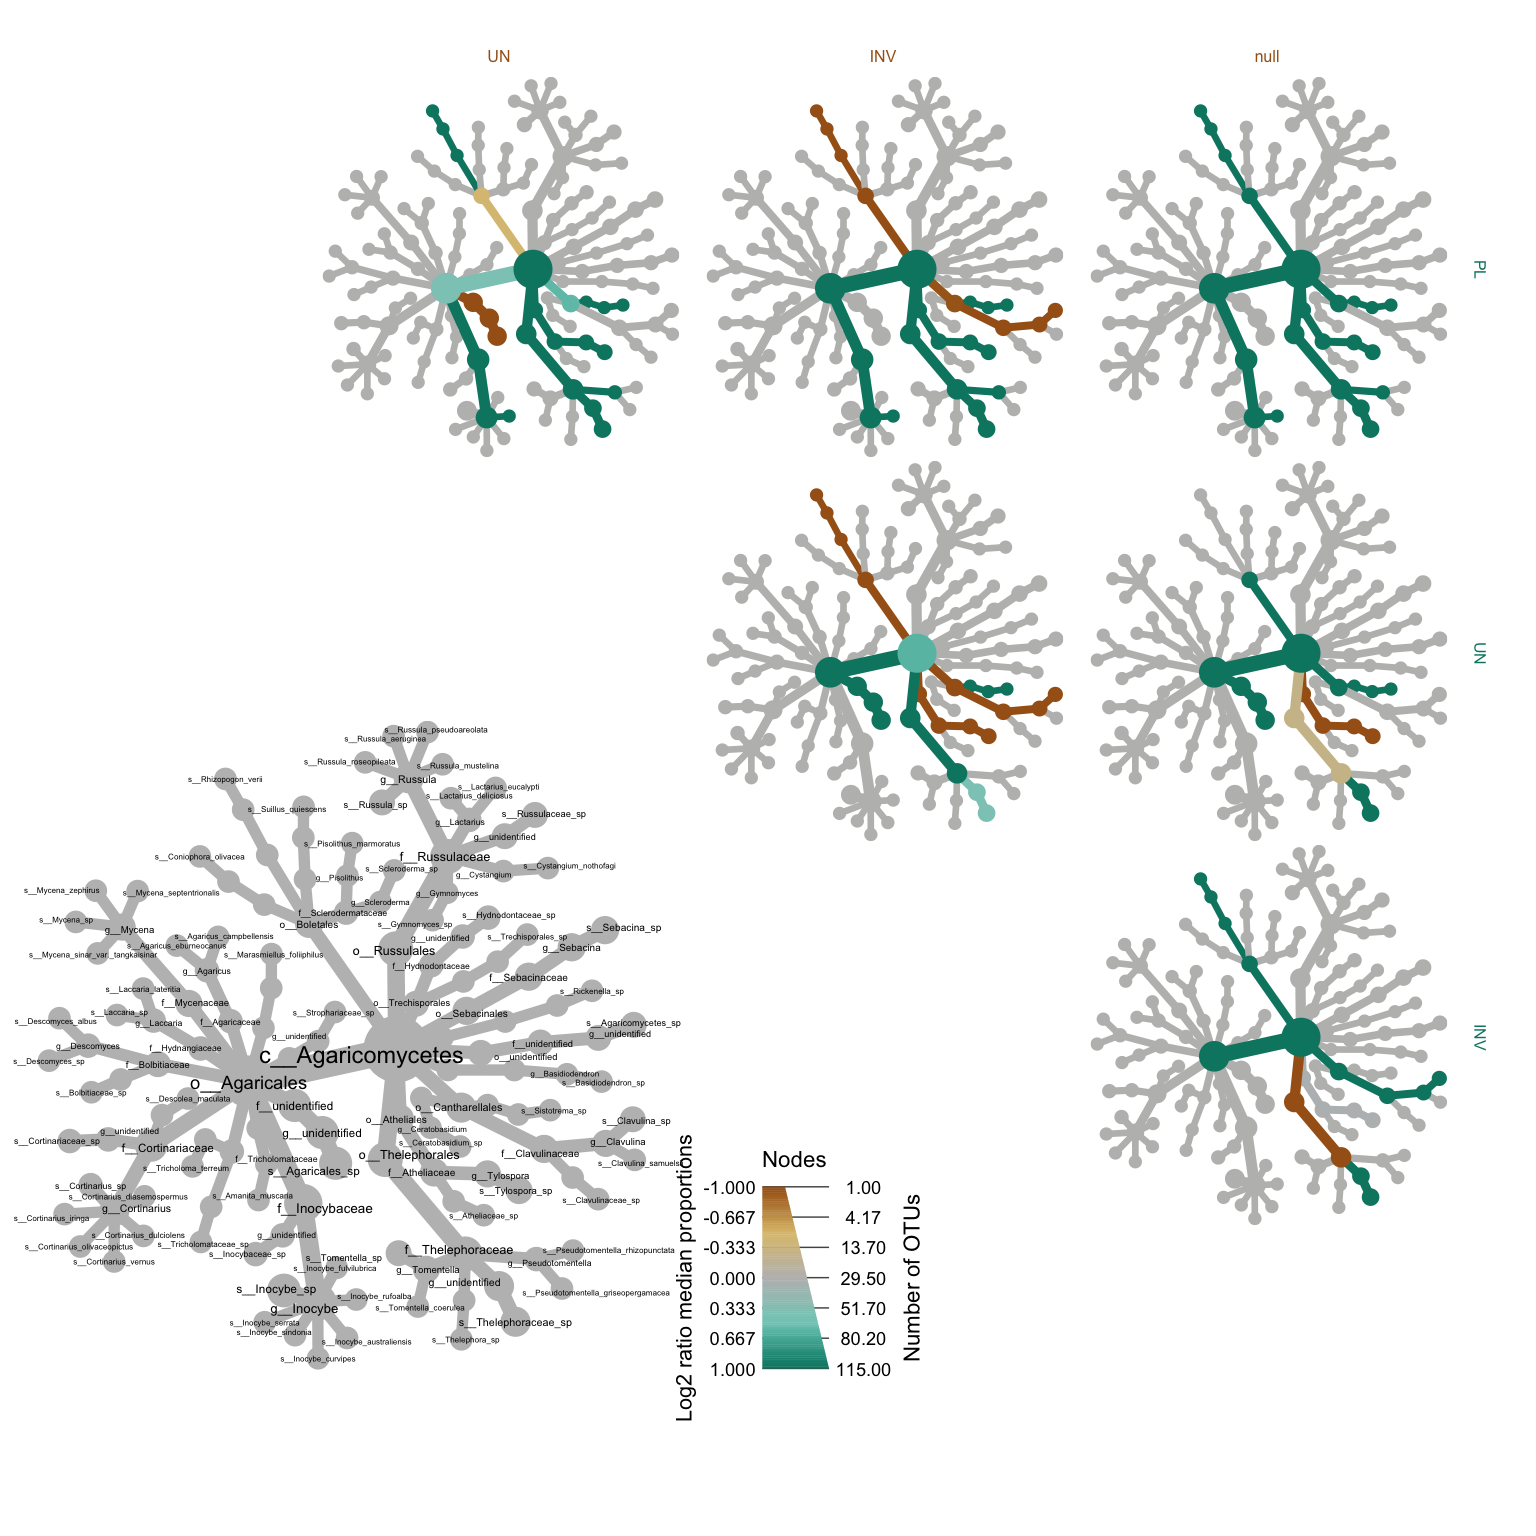 UN
INV
null
PL
UN
INV
s__Russula_pseudoareolata
s__Russula_aeruginea
s__Russula_roseopileata
s__Russula_mustelina
s__Rhizopogon_verii
g__Russula
s__Lactarius_eucalypti
s__Lactarius_deliciosus
s__Suillus_quiescens
s__Russula_sp
s__Russulaceae_sp
g__Lactarius
g__unidentified
s__Pisolithus_marmoratus
s__Coniophora_olivacea
f__Russulaceae
s__Scleroderma_sp
s__Cystangium_nothofagi
g__Pisolithus
g__Cystangium
s__Mycena_zephirus
s__Mycena_septentrionalis
g__Gymnomyces
g__Scleroderma
f__Sclerodermataceae
s__Hydnodontaceae_sp
s__Mycena_sp
o__Boletales
s__Gymnomyces_sp
g__Mycena
s__Sebacina_sp
s__Agaricus_campbellensis
g__unidentified
s__Trechisporales_sp
s__Agaricus_eburneocanus
g__Sebacina
s__Mycena_sinar_vari_tangkaisinar
s__Marasmiellus_foliiphilus
o__Russulales
g__Agaricus
f__Hydnodontaceae
f__Sebacinaceae
s__Laccaria_lateritia
s__Rickenella_sp
f__Mycenaceae
o__Trechisporales
s__Laccaria_sp
s__Strophariaceae_sp
o__Sebacinales
s__Descomyces_albus
g__Laccaria
f__Agaricaceae
s__Agaricomycetes_sp
g__unidentified
g__unidentified
g__Descomyces
f__Hydnangiaceae
f__unidentified
s__Descomyces_sp
f__Bolbitiaceae
c__Agaricomycetes
o__unidentified
o__Agaricales
g__Basidiodendron
s__Basidiodendron_sp
s__Bolbitiaceae_sp
s__Descolea_maculata
f__unidentified
o__Cantharellales
s__Sistotrema_sp
o__Atheliales
s__Clavulina_sp
g__unidentified
g__unidentified
g__Ceratobasidium
s__Cortinariaceae_sp
s__Ceratobasidium_sp
g__Clavulina
f__Cortinariaceae
o__Thelephorales
f__Clavulinaceae
f__Tricholomataceae
s__Clavulina_samuelsii
s__Tricholoma_terreum
s__Agaricales_sp
f__Atheliaceae
g__Tylospora
s__Cortinarius_sp
s__Tylospora_sp
s__Cortinarius_diasemospermus
s__Amanita_muscaria
s__Clavulinaceae_sp
g__Cortinarius
f__Inocybaceae
s__Cortinarius_iringa
s__Atheliaceae_sp
s__Cortinarius_dulciolens
g__unidentified
s__Cortinarius_olivaceopictus
s__Tricholomataceae_sp
s__Inocybaceae_sp
f__Thelephoraceae
s__Pseudotomentella_rhizopunctata
s__Cortinarius_vernus
s__Tomentella_sp
g__Pseudotomentella
s__Inocybe_fulvilubrica
g__Tomentella
g__unidentified
s__Inocybe_sp
s__Pseudotomentella_griseopergamacea
s__Inocybe_rufoalba
g__Inocybe
s__Tomentella_coerulea
s__Inocybe_serrata
s__Thelephoraceae_sp
s__Inocybe_sindonia
s__Thelephora_sp
s__Inocybe_australiensis
s__Inocybe_curvipes
Nodes
Log2 ratio median proportions
Number of OTUs
-1.000 1.00
-0.667 4.17
-0.333 13.70
0.000 29.50
0.333 51.70
0.667 80.20
1.000 115.00